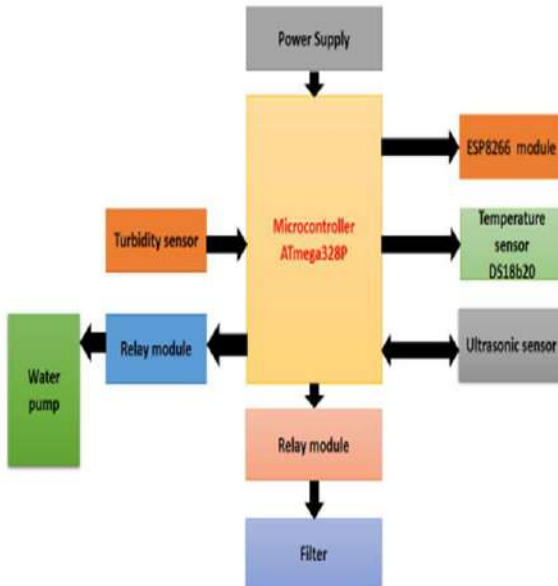 Power Supply
ESP8266 module
Microcontroller
ATmega328P
Turbidity sensor
Temperature
sensor
DS18b20
Relay module
Ultrasonic sensor
Water
pump
Relay module
Filter